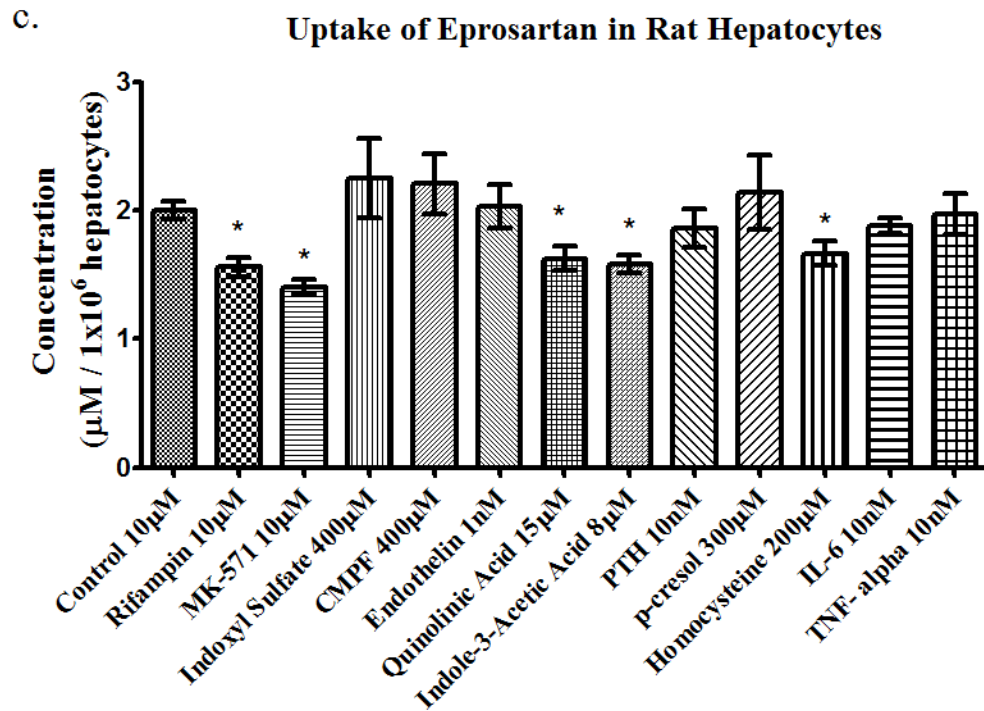 c.
Uptake of Eprosartan in Rat Hepatocytes
Concentration
(µM / 1x10⁶ hepatocytes)
3
2
1
0
*
*
*
*
*
Control 10µM
Rifampin 10µM
MK-571 10µM
Indoxyl Sulfate 400µM
CMPF 400µM
Endothelin 1nM
Quinolinic Acid 15µM
Indole-3-Acetic Acid 8µM
PTH 10nM
p-cresol 300µM
Homocysteine 200µM
IL-6 10nM
TNF- alpha 10nM